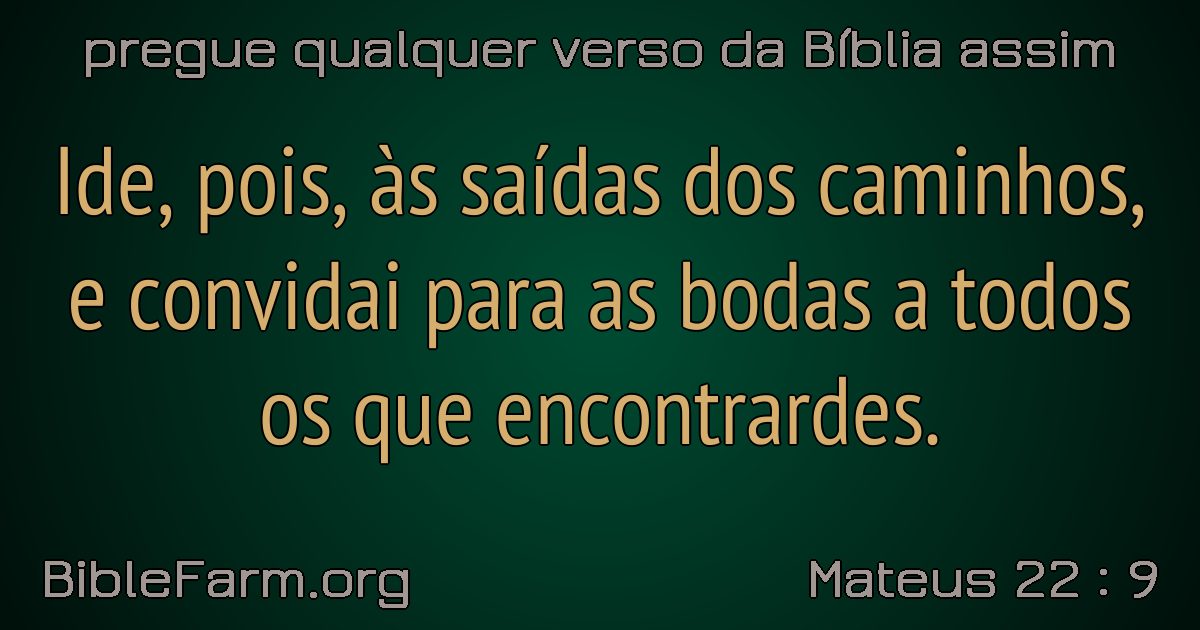 pregue qualquer verso da Bíblia assim
Ide, pois, às saídas dos caminhos,
e convidai para as bodas a todos
os que encontrardes.
BibleFarm.org
Mateus 22 : 9